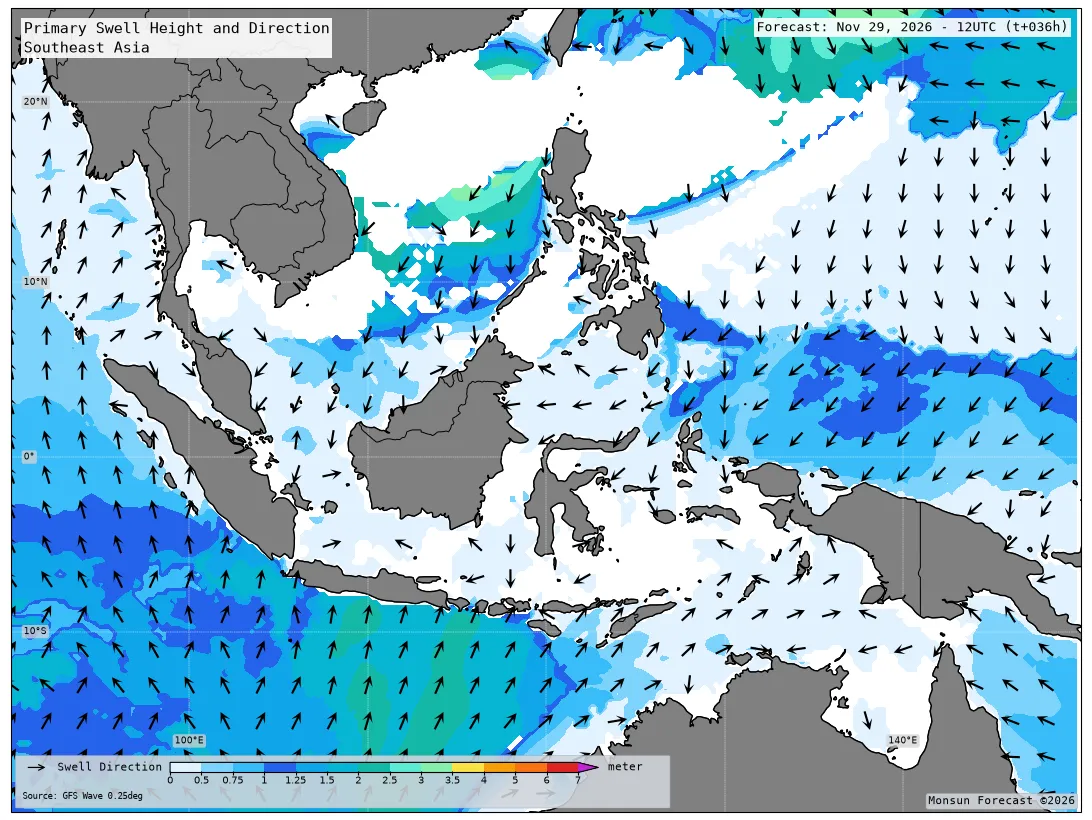 Primary Swell Height and Direction
Southeast Asia
Forecast: Nov 29, 2026 - 12UTC (t+036h)
20°N
10°N
0°
10°S
100°E
140°E
Swell Direction
0 0.5 0.75 1 1.25 1.5 2 2.5 3 3.5 4 5 6 7
meter
Source: GFS Wave 0.25deg
Monsun Forecast ©2026